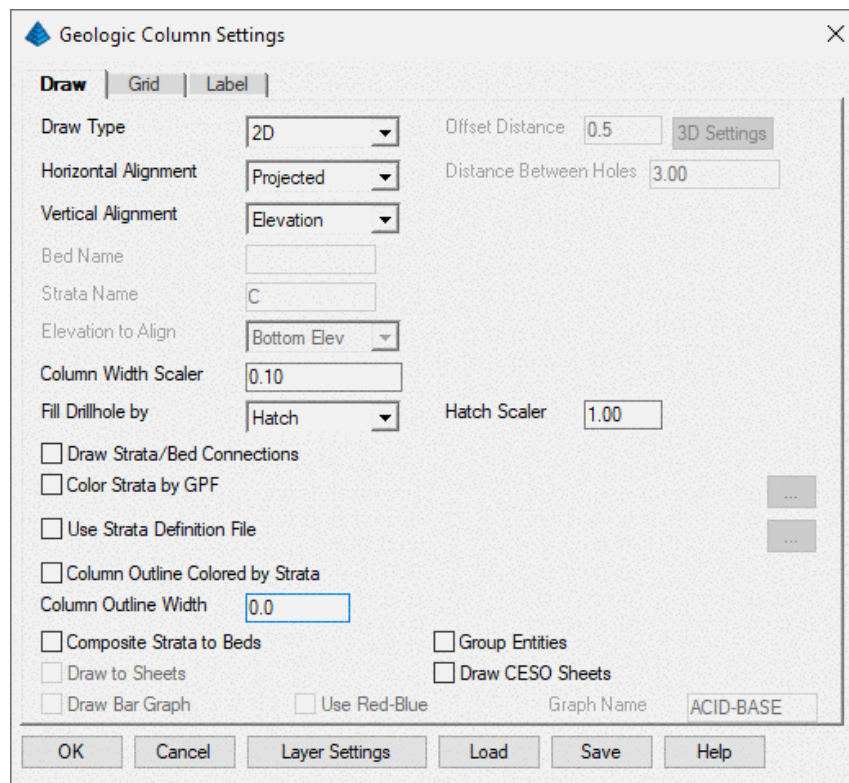 Geologic Column Settings
Draw Grid Label
Draw Type 2D Offset Distance 0.5 3D Settings
Horizontal Alignment Projected Distance Between Holes 3.00
Vertical Alignment Elevation
Bed Name
Strata Name C
Elevation to Align Bottom Elev
Column Width Scaler 0.10
Fill Drillhole by Hatch Hatch Scaler 1.00
Draw Strata/Bed Connections
Color Strata by GPF ...
Use Strata Definition File ...
Column Outline Colored by Strata
Column Outline Width 0.0
Composite Strata to Beds Group Entities
Draw to Sheets Draw CESO Sheets
Draw Bar Graph Use Red-Blue Graph Name ACID-BASE
OK Cancel Layer Settings Load Save Help